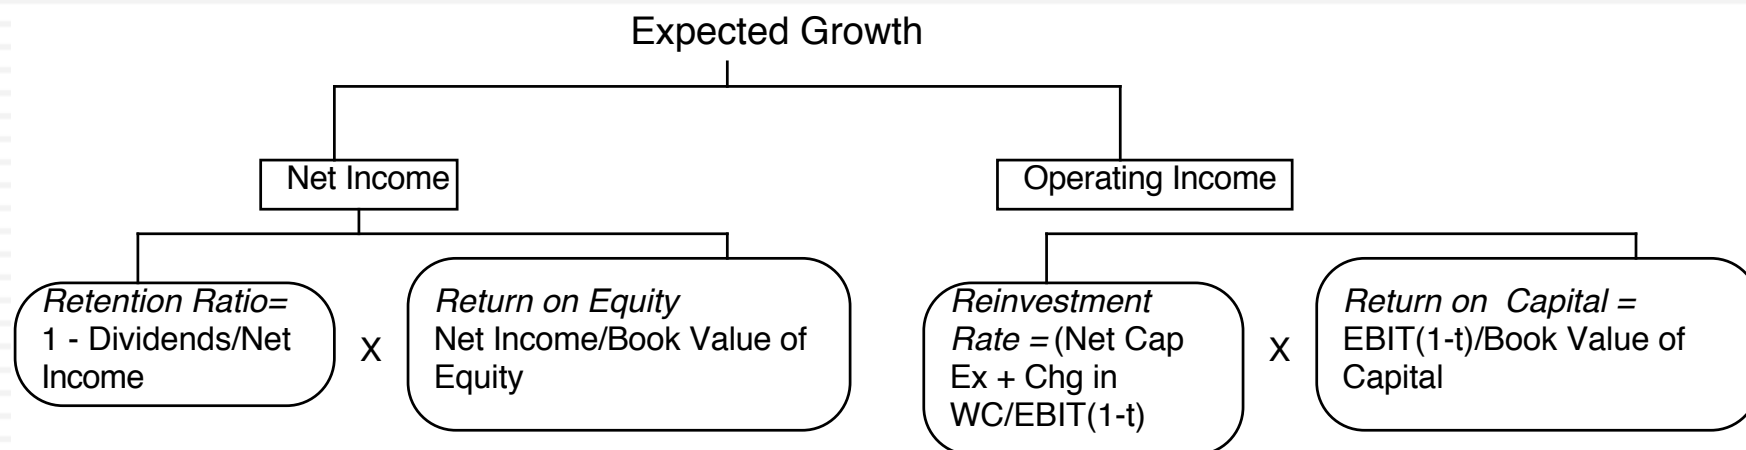 Expected Growth
Net Income
Operating Income
Retention Ratio=
1 - Dividends/Net
Income
X
Return on Equity
Net Income/Book Value of
Equity
Reinvestment
Rate = (Net Cap
Ex + Chg in
WC/EBIT(1-t)
X
Return on Capital =
EBIT(1-t)/Book Value of
Capital